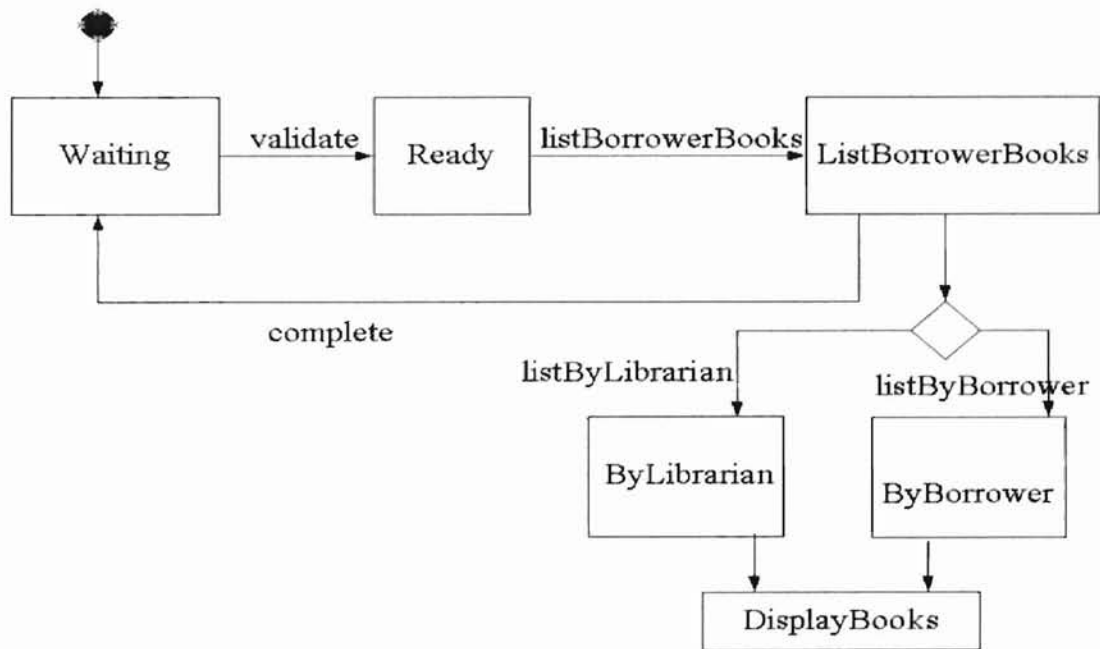 validate
listBorrowerBooks
Waiting
Ready
ListBorrowerBooks
complete
listByLibrarian
listByBorrower
ByLibrarian
ByBorrower
DisplayBooks